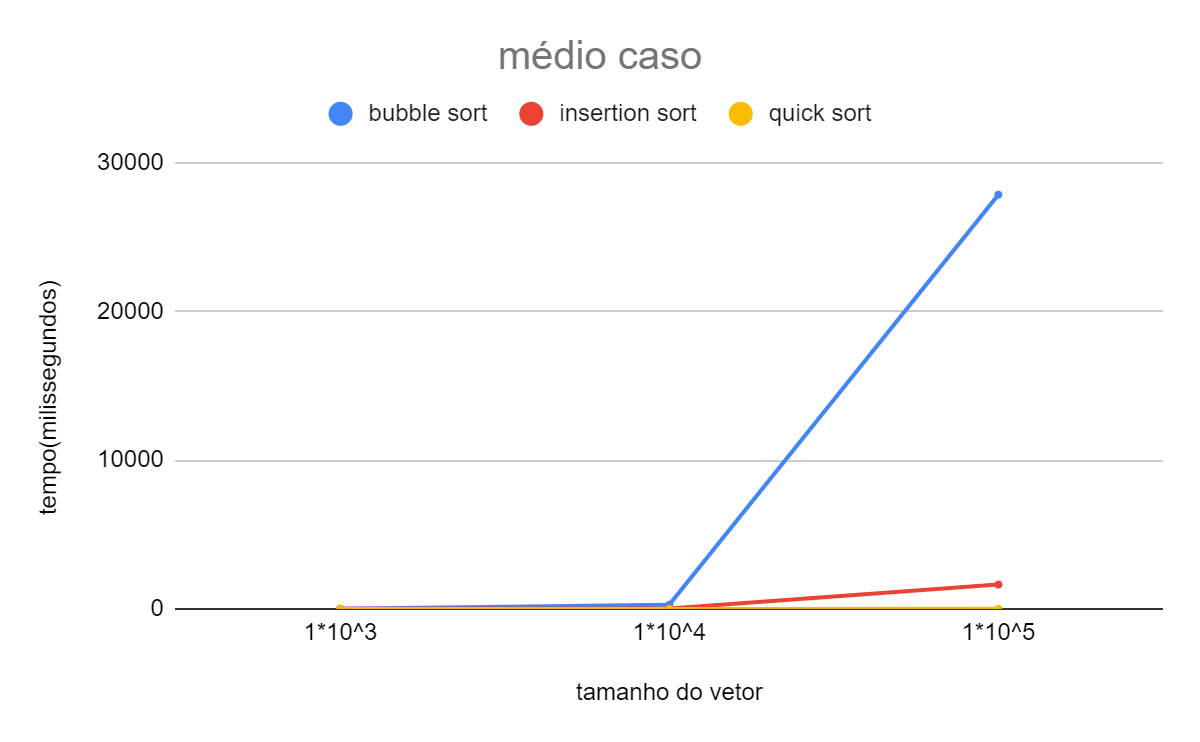 médio caso
bubble sort insertion sort quick sort
30000
20000
10000
0
tempo(milissegundos)
1*10^3 1*10^4 1*10^5
tamanho do vetor